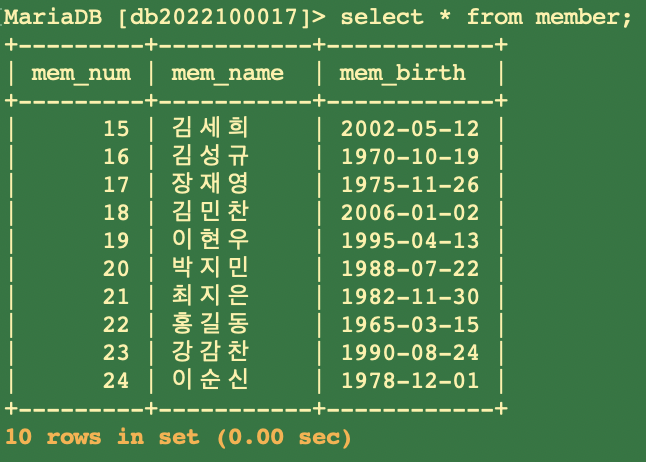 MariaDB [db2022100017]> select * from member;
+---------+-----------+------------+
| mem_num | mem_name | mem_birth |
+---------+-----------+------------+
| 15 | 김세희 | 2002-05-12 |
| 16 | 김성규 | 1970-10-19 |
| 17 | 장재영 | 1975-11-26 |
| 18 | 김민찬 | 2006-01-02 |
| 19 | 이현우 | 1995-04-13 |
| 20 | 박지민 | 1988-07-22 |
| 21 | 최지은 | 1982-11-30 |
| 22 | 홍길동 | 1965-03-15 |
| 23 | 강감찬 | 1990-08-24 |
| 24 | 이순신 | 1978-12-01 |
+---------+-----------+------------+
10 rows in set (0.00 sec)